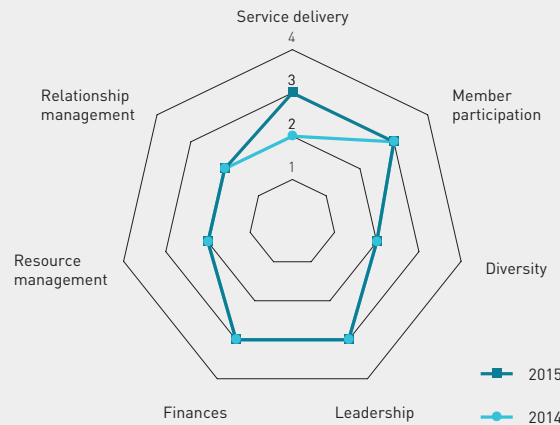 Service delivery
4
3
2
1
Relationship
management
Member
participation
Resource
management
Diversity
Finances
Leadership
2015
2014